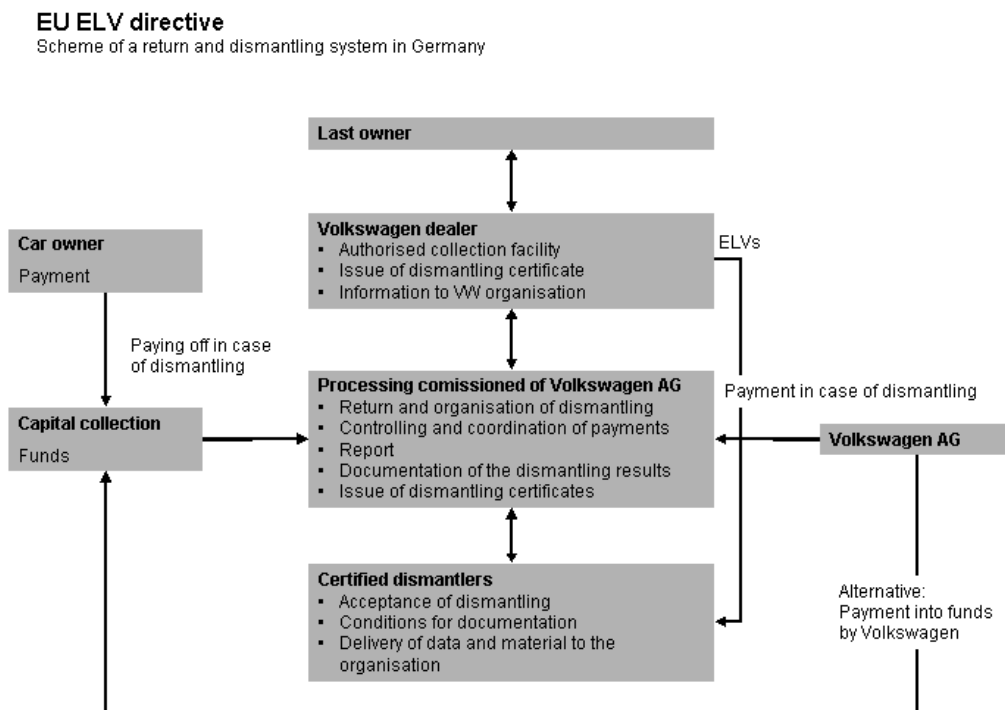 EU ELV directive
Scheme of a return and dismantling system in Germany
Last owner
Volkswagen dealer
▪ Authorised collection facility
▪ Issue of dismantling certificate
▪ Information to VW organisation
ELVs
Car owner
Payment
Paying off in case
of dismantling
Processing comissioned of Volkswagen AG
▪ Return and organisation of dismantling
▪ Controlling and coordination of payments
▪ Report
▪ Documentation of the dismantling results
▪ Issue of dismantling certificates
Payment in case of dismantling
Capital collection
Funds
Volkswagen AG
Certified dismantlers
▪ Acceptance of dismantling
▪ Conditions for documentation
▪ Delivery of data and material to the
organisation
Alternative:
Payment into funds
by Volkswagen